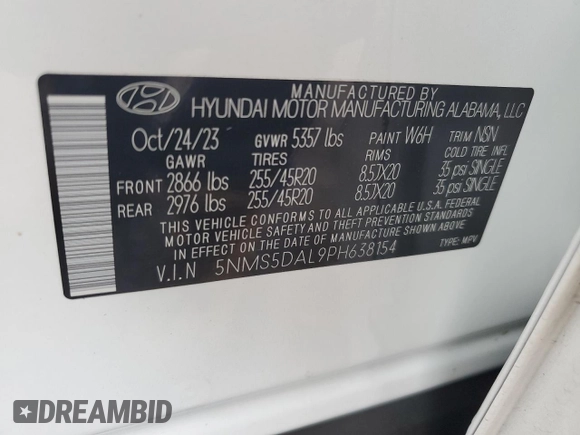 MANUFACTURED BY
HYUNDAI MOTOR MANUFACTURING ALABAMA, LLC
Oct/24/23 GVWR 5357 lbs PAINT W6H TRIM NSN
GAWR TIRES RIMS COLD TIRE INFL
FRONT 2866 lbs 255/45R20 8.5JX20 35 psi SINGLE
REAR 2976 lbs 255/45R20 8.5JX20 35 psi SINGLE
THIS VEHICLE CONFORMS TO ALL APPLICABLE U.S.A. FEDERAL
MOTOR VEHICLE SAFETY AND THEFT PREVENTION STANDARDS
IN EFFECT ON THE DATE OF MANUFACTURE SHOWN ABOVE.
V.I.N 5NMS5DAL9PH638154 TYPE: MPV
DREAMBID